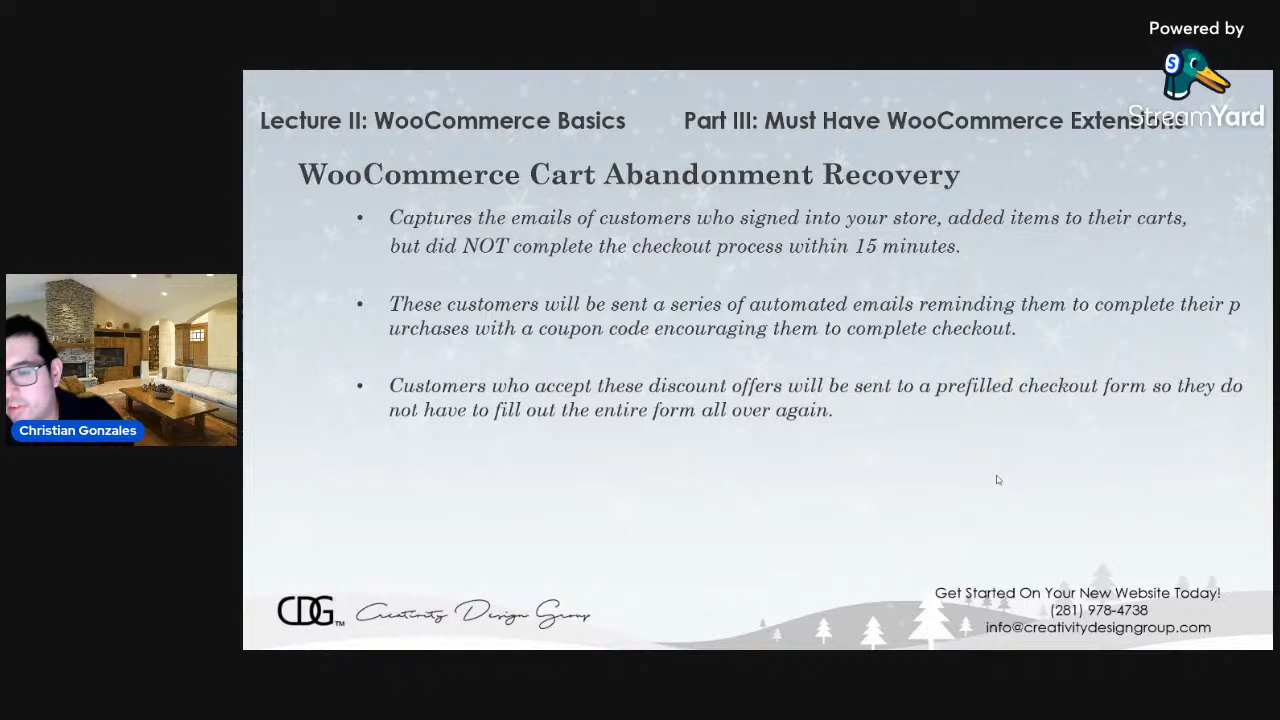 Powered by
StreamYard
Lecture II: WooCommerce Basics
Part III: Must Have WooCommerce Extensions
WooCommerce Cart Abandonment Recovery
• Captures the emails of customers who signed into your store, added items to their carts,
but did NOT complete the checkout process within 15 minutes.
• These customers will be sent a series of automated emails reminding them to complete their p
urchases with a coupon code encouraging them to complete checkout.
• Customers who accept these discount offers will be sent to a prefilled checkout form so they do
not have to fill out the entire form all over again.
Christian Gonzales
CDG™ Creativity Design Group
Get Started On Your New Website Today!
(281) 978-4738
info@creativitydesigngroup.com